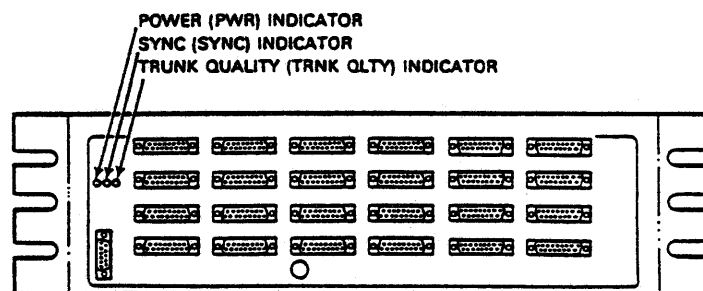 POWER (PWR) INDICATOR
SYNC (SYNC) INDICATOR
TRUNK QUALITY (TRNK QLTY) INDICATOR